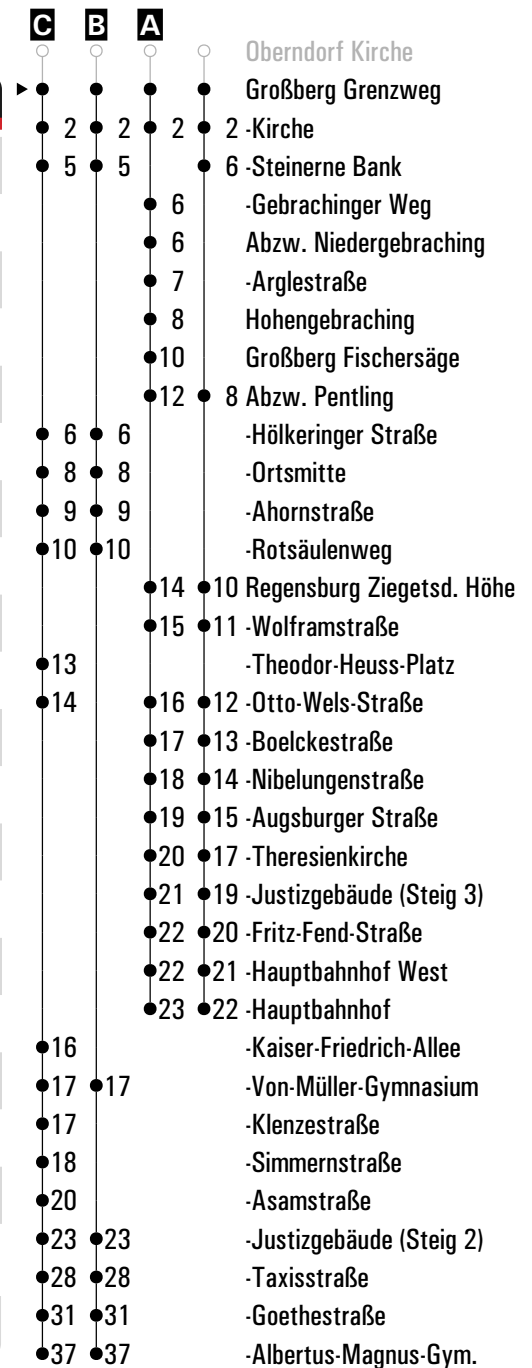 C B A
Oberndorf Kirche
Großberg Grenzweg
2 2 2 2 -Kirche
5 5 6 -Steinerne Bank
6 -Gebrachinger Weg
6 Abzw. Niedergebraching
7 -Arglestraße
8 Hohengebraching
10 Großberg Fischersäge
12 8 Abzw. Pentling
6 6 -Hölkeringer Straße
8 8 -Ortsmitte
9 9 -Ahornstraße
10 10 -Rotsäulenweg
14 10 Regensburg Ziegetsd. Höhe
15 11 -Wolframstraße
13 -Theodor-Heuss-Platz
14 16 12 -Otto-Wels-Straße
17 13 -Boelckestraße
18 14 -Nibelungenstraße
19 15 -Augsburger Straße
20 17 -Theresienkirche
21 19 -Justizgebäude (Steig 3)
22 20 -Fritz-Fend-Straße
22 21 -Hauptbahnhof West
23 22 -Hauptbahnhof
16 -Kaiser-Friedrich-Allee
17 17 -Von-Müller-Gymnasium
17 -Klenzestraße
18 -Simmernstraße
20 -Asamstraße
23 23 -Justizgebäude (Steig 2)
28 28 -Taxisstraße
31 31 -Goethestraße
37 37 -Albertus-Magnus-Gym.